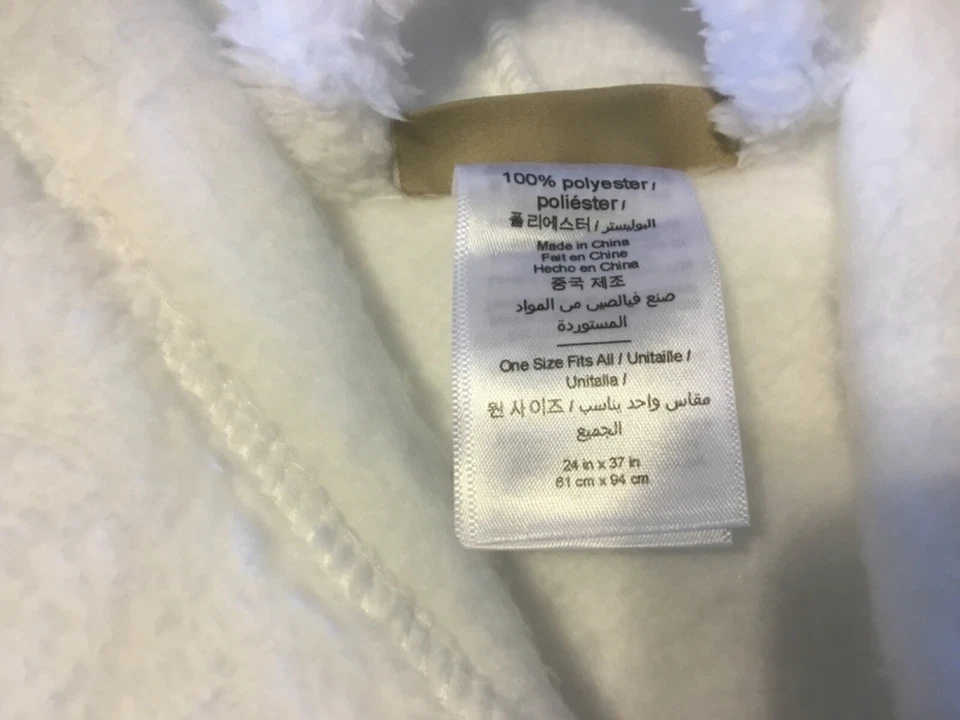 100% polyester /
poliéster /
폴리에스터 / البوليستر
Made in China
Fait en Chine
Hecho en China
중국 제조
صنع فيالصين من المواد
المستوردة
One Size Fits All / Unitaille /
Unitalla /
원 사이즈 / مقاس واحد يناسب
الجميع
24 in x 37 in
61 cm x 94 cm